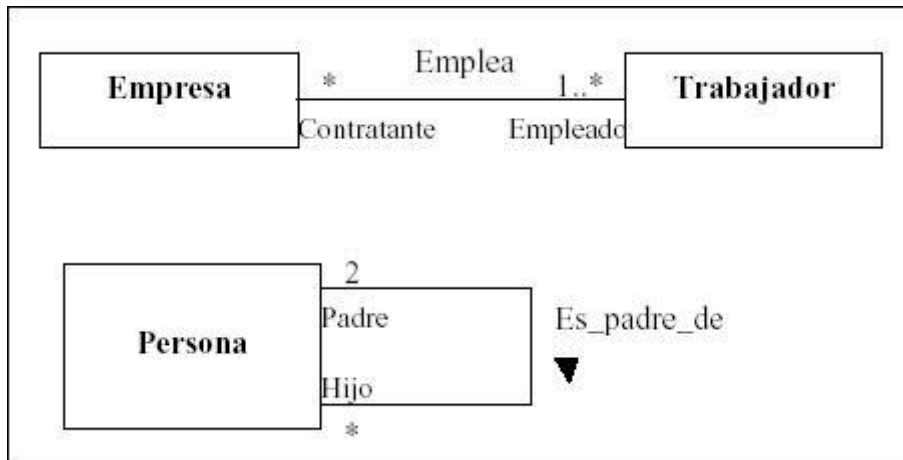 Emplea
Empresa * 1..* Trabajador
Contratante Empleado
2
Padre Es_padre_de
Persona
Hijo
*